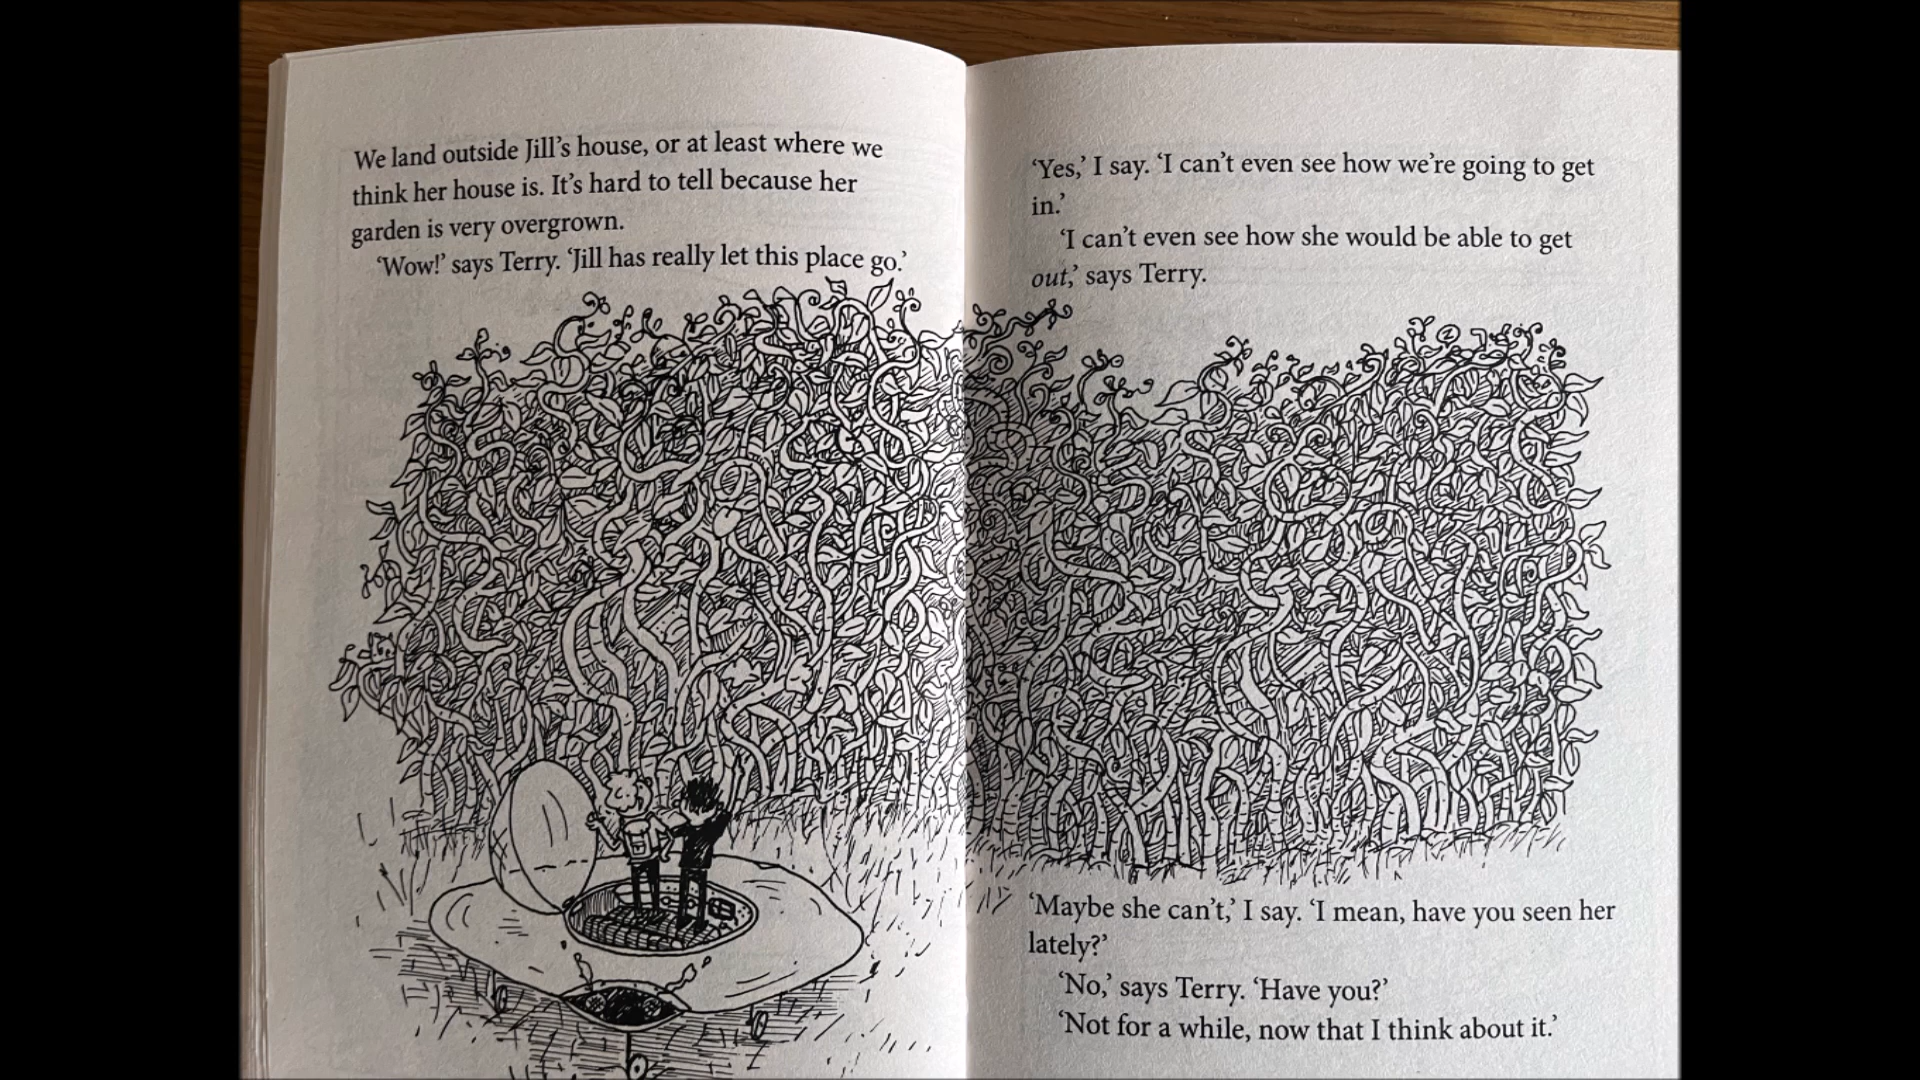 We land outside Jill’s house, or at least where we
think her house is. It’s hard to tell because her
garden is very overgrown.
‘Wow!’ says Terry. ‘Jill has really let this place go.’
‘Yes,’ I say. ‘I can’t even see how we’re going to get
in.’
‘I can’t even see how she would be able to get
out,’ says Terry.
‘Maybe she can’t,’ I say. ‘I mean, have you seen her
lately?’
‘No,’ says Terry. ‘Have you?’
‘Not for a while, now that I think about it.’